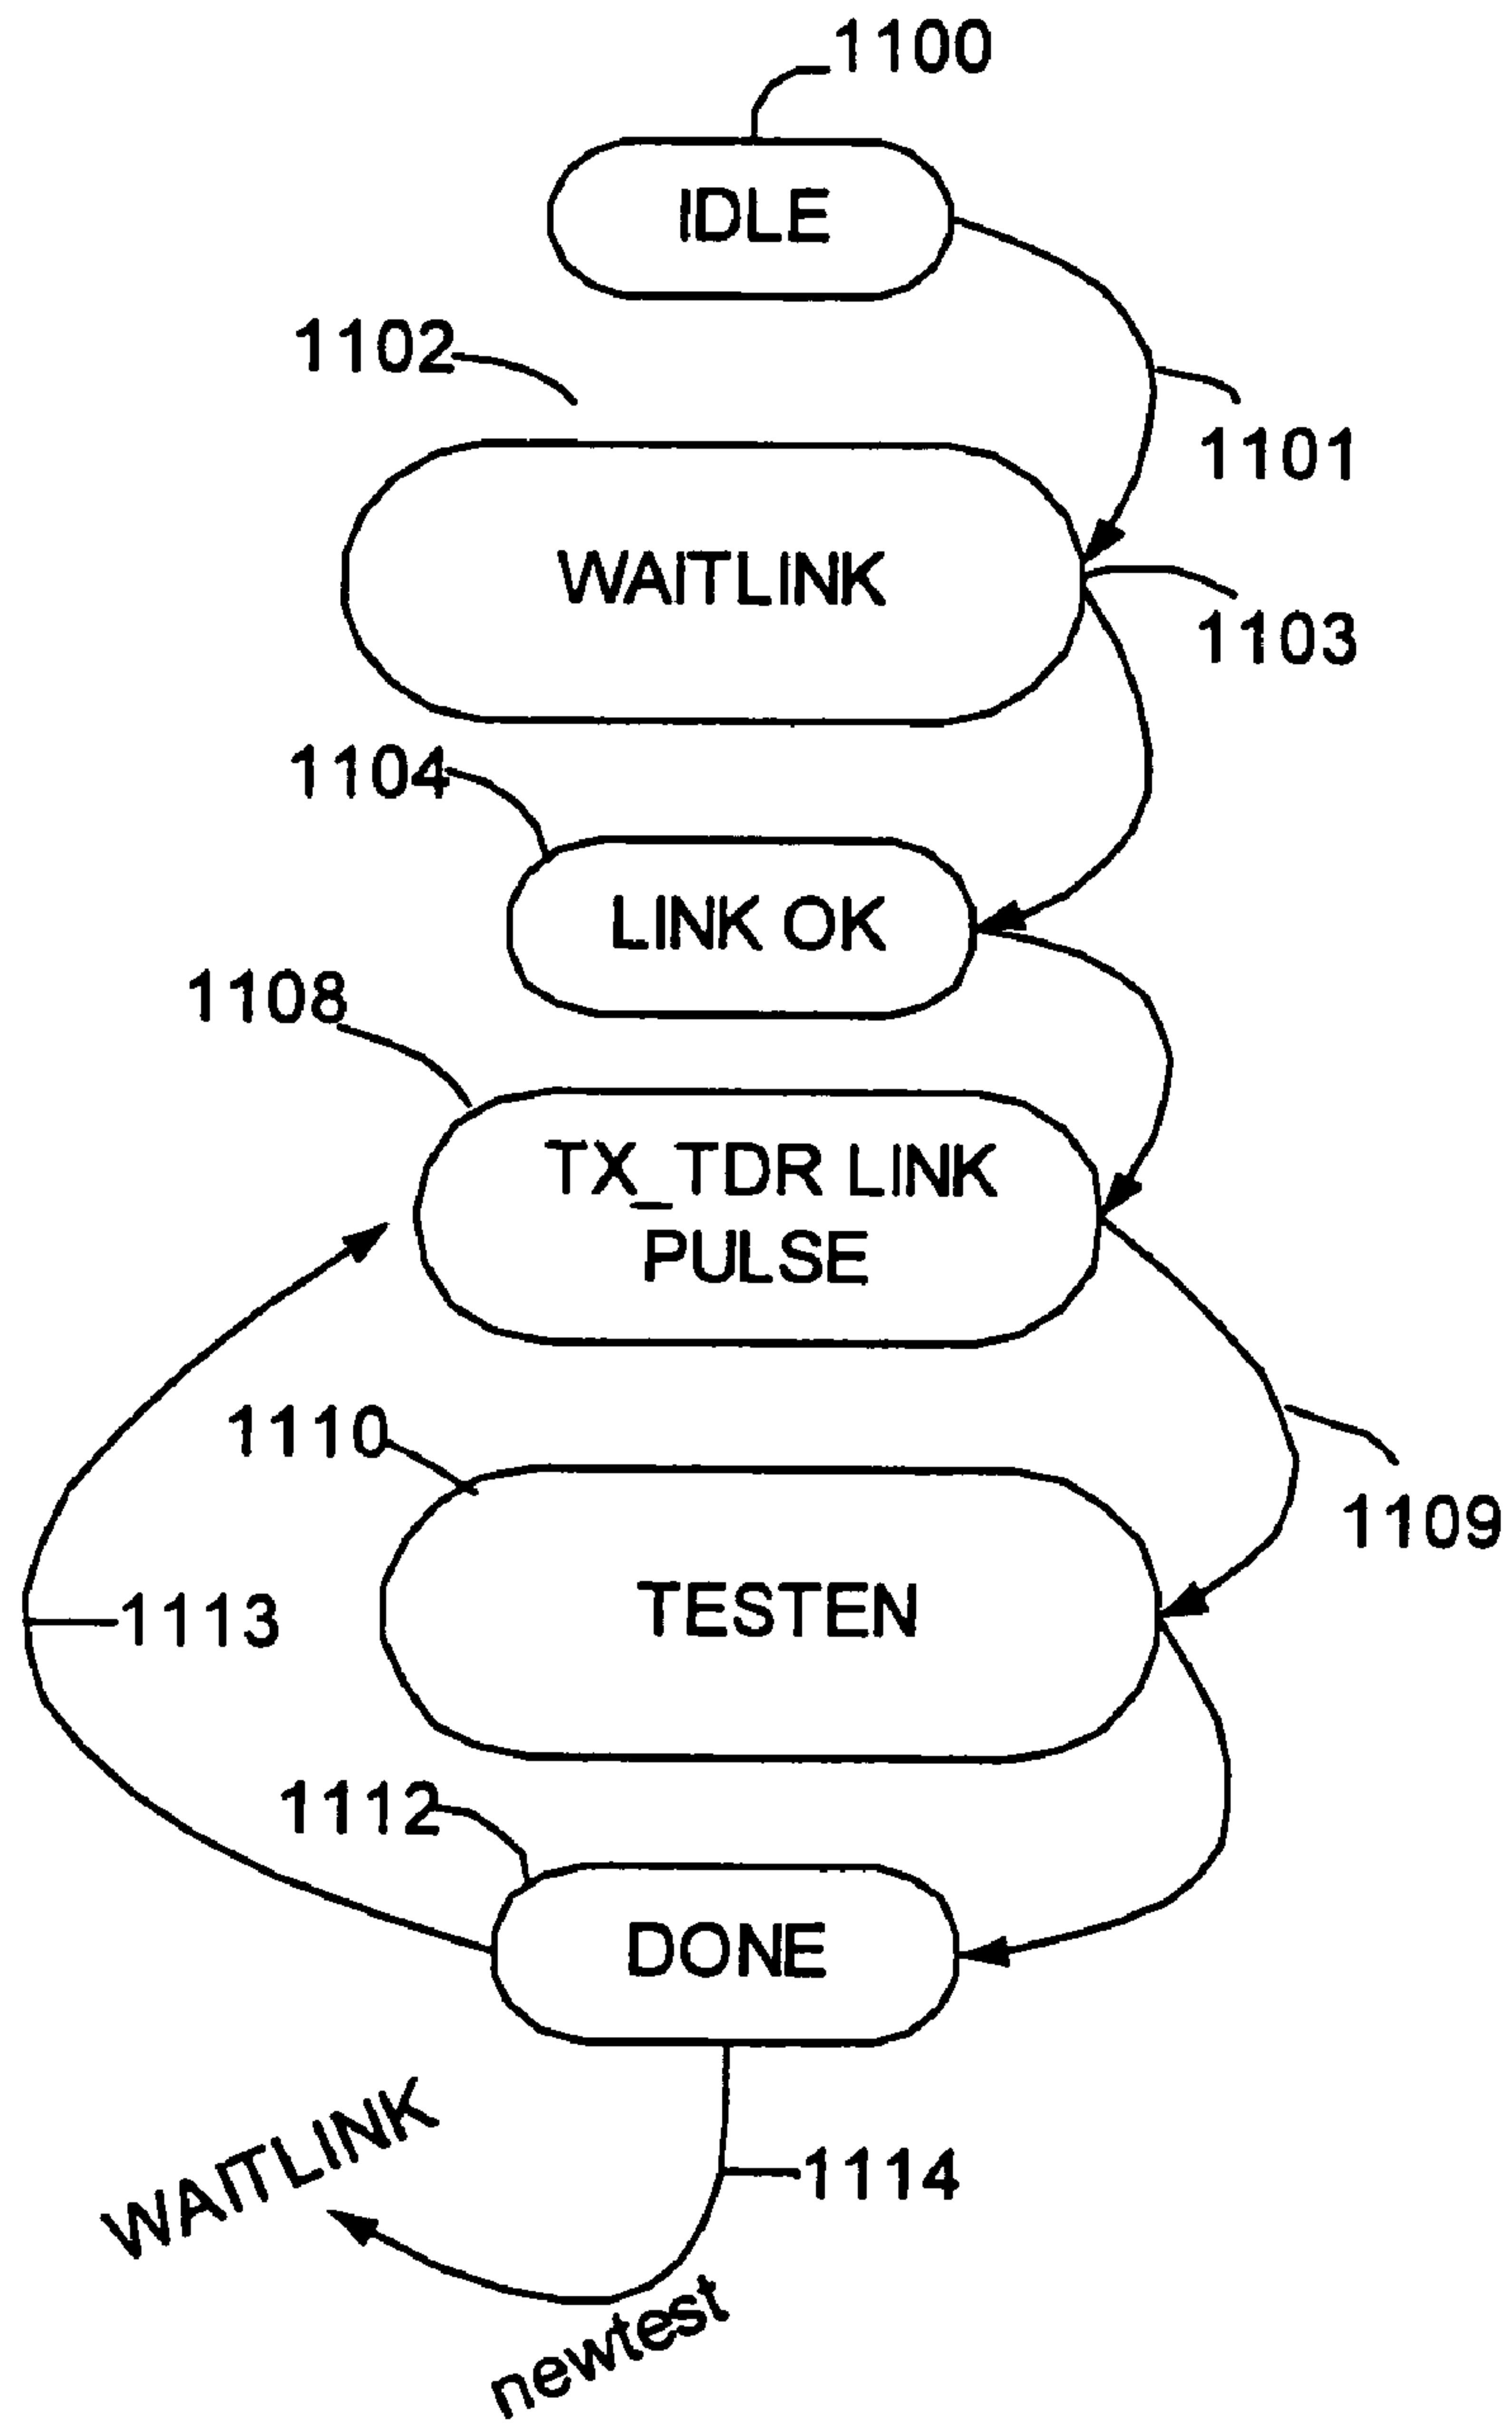 1100
IDLE
1102
1101
WAITLINK
1103
1104
LINK OK
1108
TX_TDR LINK
PULSE
1110
1109
TESTEN
1113
1112
DONE
WAITLINK
1114
newtest